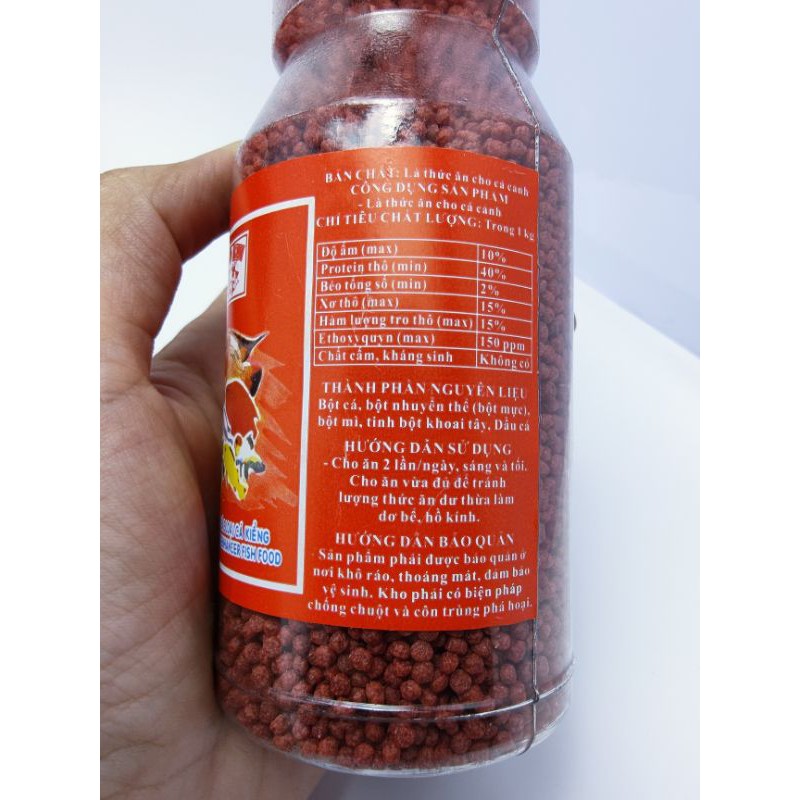 BẢN CHẤT: Là thức ăn cho cá cảnh
CÔNG DỤNG SẢN PHẨM
- Là thức ăn cho cá cảnh
CHỈ TIÊU CHẤT LƯỢNG: Trong 1 kg
Độ ẩm (max) 10%
Protein thô (min) 40%
Béo tổng số (min) 2%
Xơ thô (max) 15%
Hàm lượng tro thô (max) 15%
Ethoxyquyn (max) 150 ppm
Chất cấm, kháng sinh Không có
THÀNH PHẦN NGUYÊN LIỆU
Bột cá, bột nhuyễn thể (bột mực),
bột mì, tinh bột khoai tây, Dầu cá
HƯỚNG DẪN SỬ DỤNG
- Cho ăn 2 lần/ngày, sáng và tối.
Cho ăn vừa đủ để tránh
lượng thức ăn dư thừa làm
dơ bể, hồ kính.
HƯỚNG DẪN BẢO QUẢN
Sản phẩm phải được bảo quản ở
nơi khô ráo, thoáng mát, đảm bảo
vệ sinh. Kho phải có biện pháp
chống chuột và côn trùng phá hoại.
CÁ KIỂNG
FISH FOOD